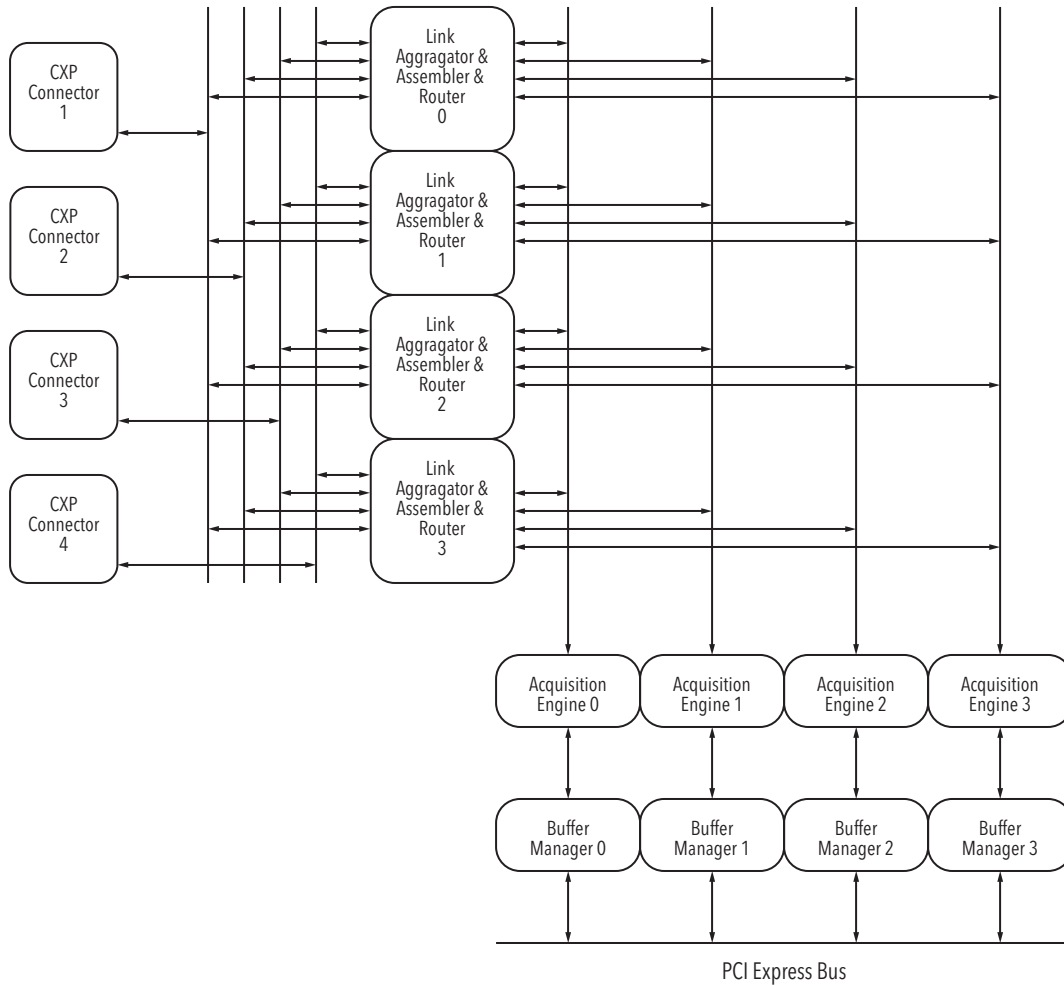 CXP
Connector
1
Link
Aggragator &
Assembler &
Router
0
CXP
Connector
2
Link
Aggragator &
Assembler &
Router
1
CXP
Connector
3
Link
Aggragator &
Assembler &
Router
2
CXP
Connector
4
Link
Aggragator &
Assembler &
Router
3
Acquisition
Engine 0
Acquisition
Engine 1
Acquisition
Engine 2
Acquisition
Engine 3
Buffer
Manager 0
Buffer
Manager 1
Buffer
Manager 2
Buffer
Manager 3
PCI Express Bus